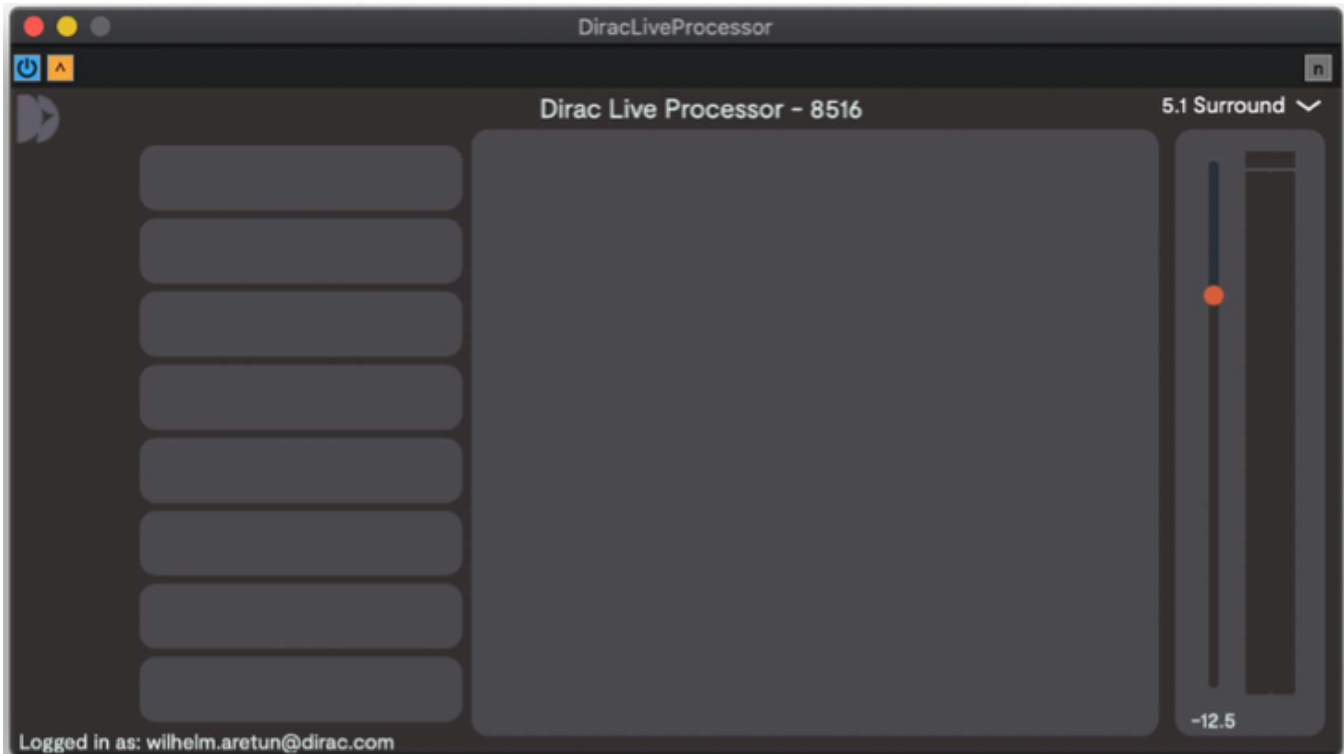 DiracLiveProcessor
^
n
Dirac Live Processor - 8516
5.1 Surround
-12.5
Logged in as: wilhelm.aretun@dirac.com